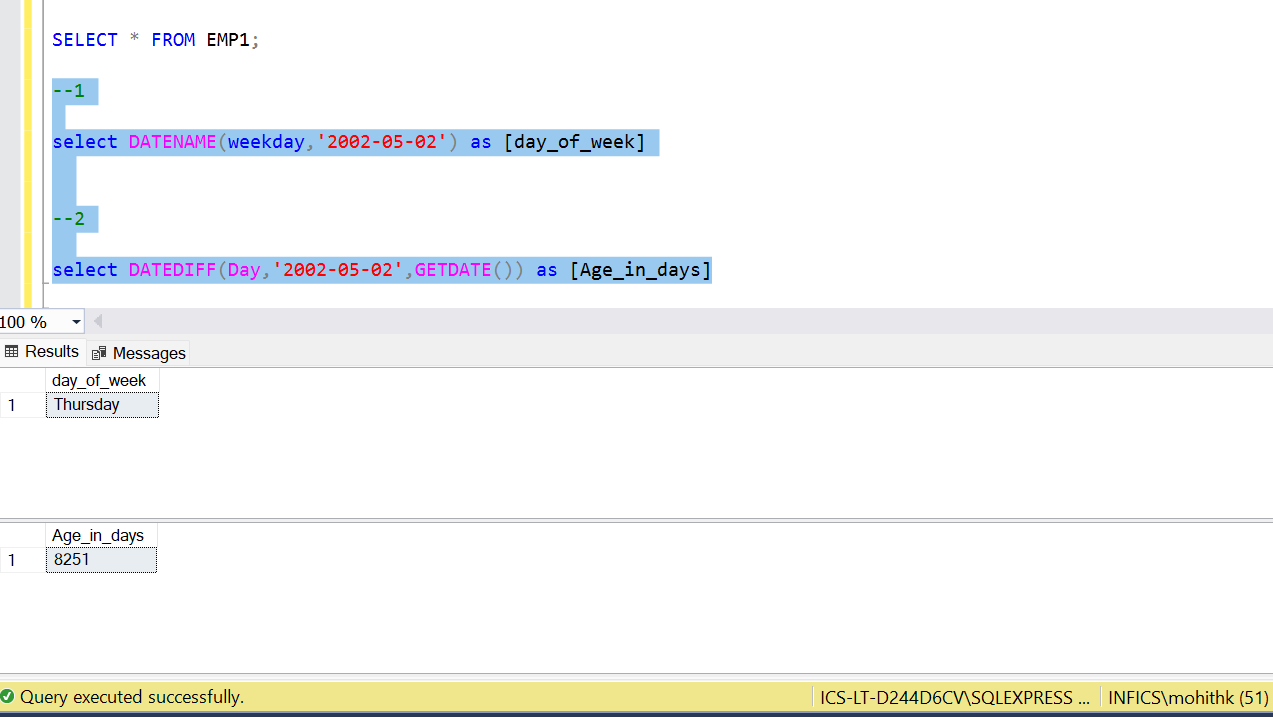 SELECT * FROM EMP1;
--1
select DATENAME(weekday,'2002-05-02') as [day_of_week]
--2
select DATEDIFF(Day,'2002-05-02',GETDATE()) as [Age_in_days]
100 %
Results Messages
day_of_week
1 Thursday
Age_in_days
1 8251
Query executed successfully. ICS-LT-D244D6CV\SQLEXPRESS ... INFICS\mohithk (51)